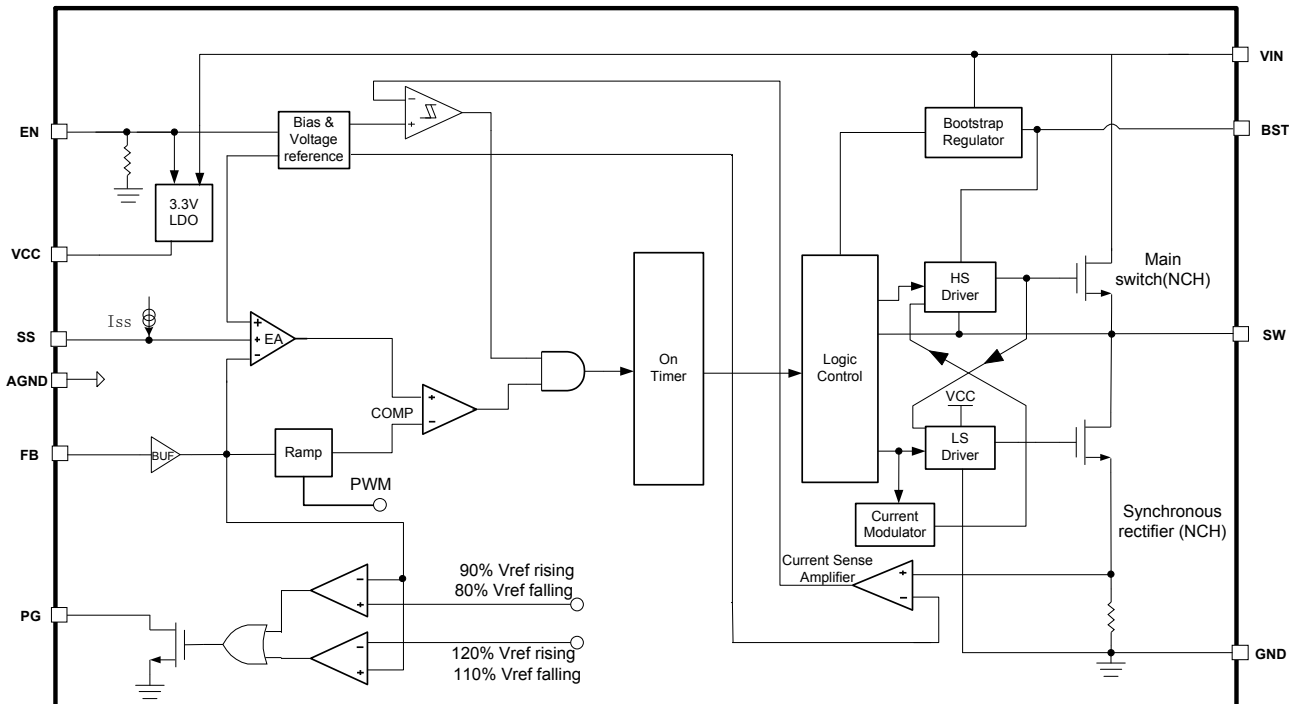 VIN
Bias &
Voltage
reference
EN
Bootstrap
Regulator
BST
3.3V
LDO
VCC
HS
Driver
Main
switch(NCH)
Iss
SS
EA
On
Timer
Logic
Control
SW
AGND
COMP
VCC
FB
BUF
Ramp
LS
Driver
PWM
Current
Modulator
Synchronous
rectifier (NCH)
Current Sense
Amplifier
90% Vref rising
80% Vref falling
PG
120% Vref rising
110% Vref falling
GND